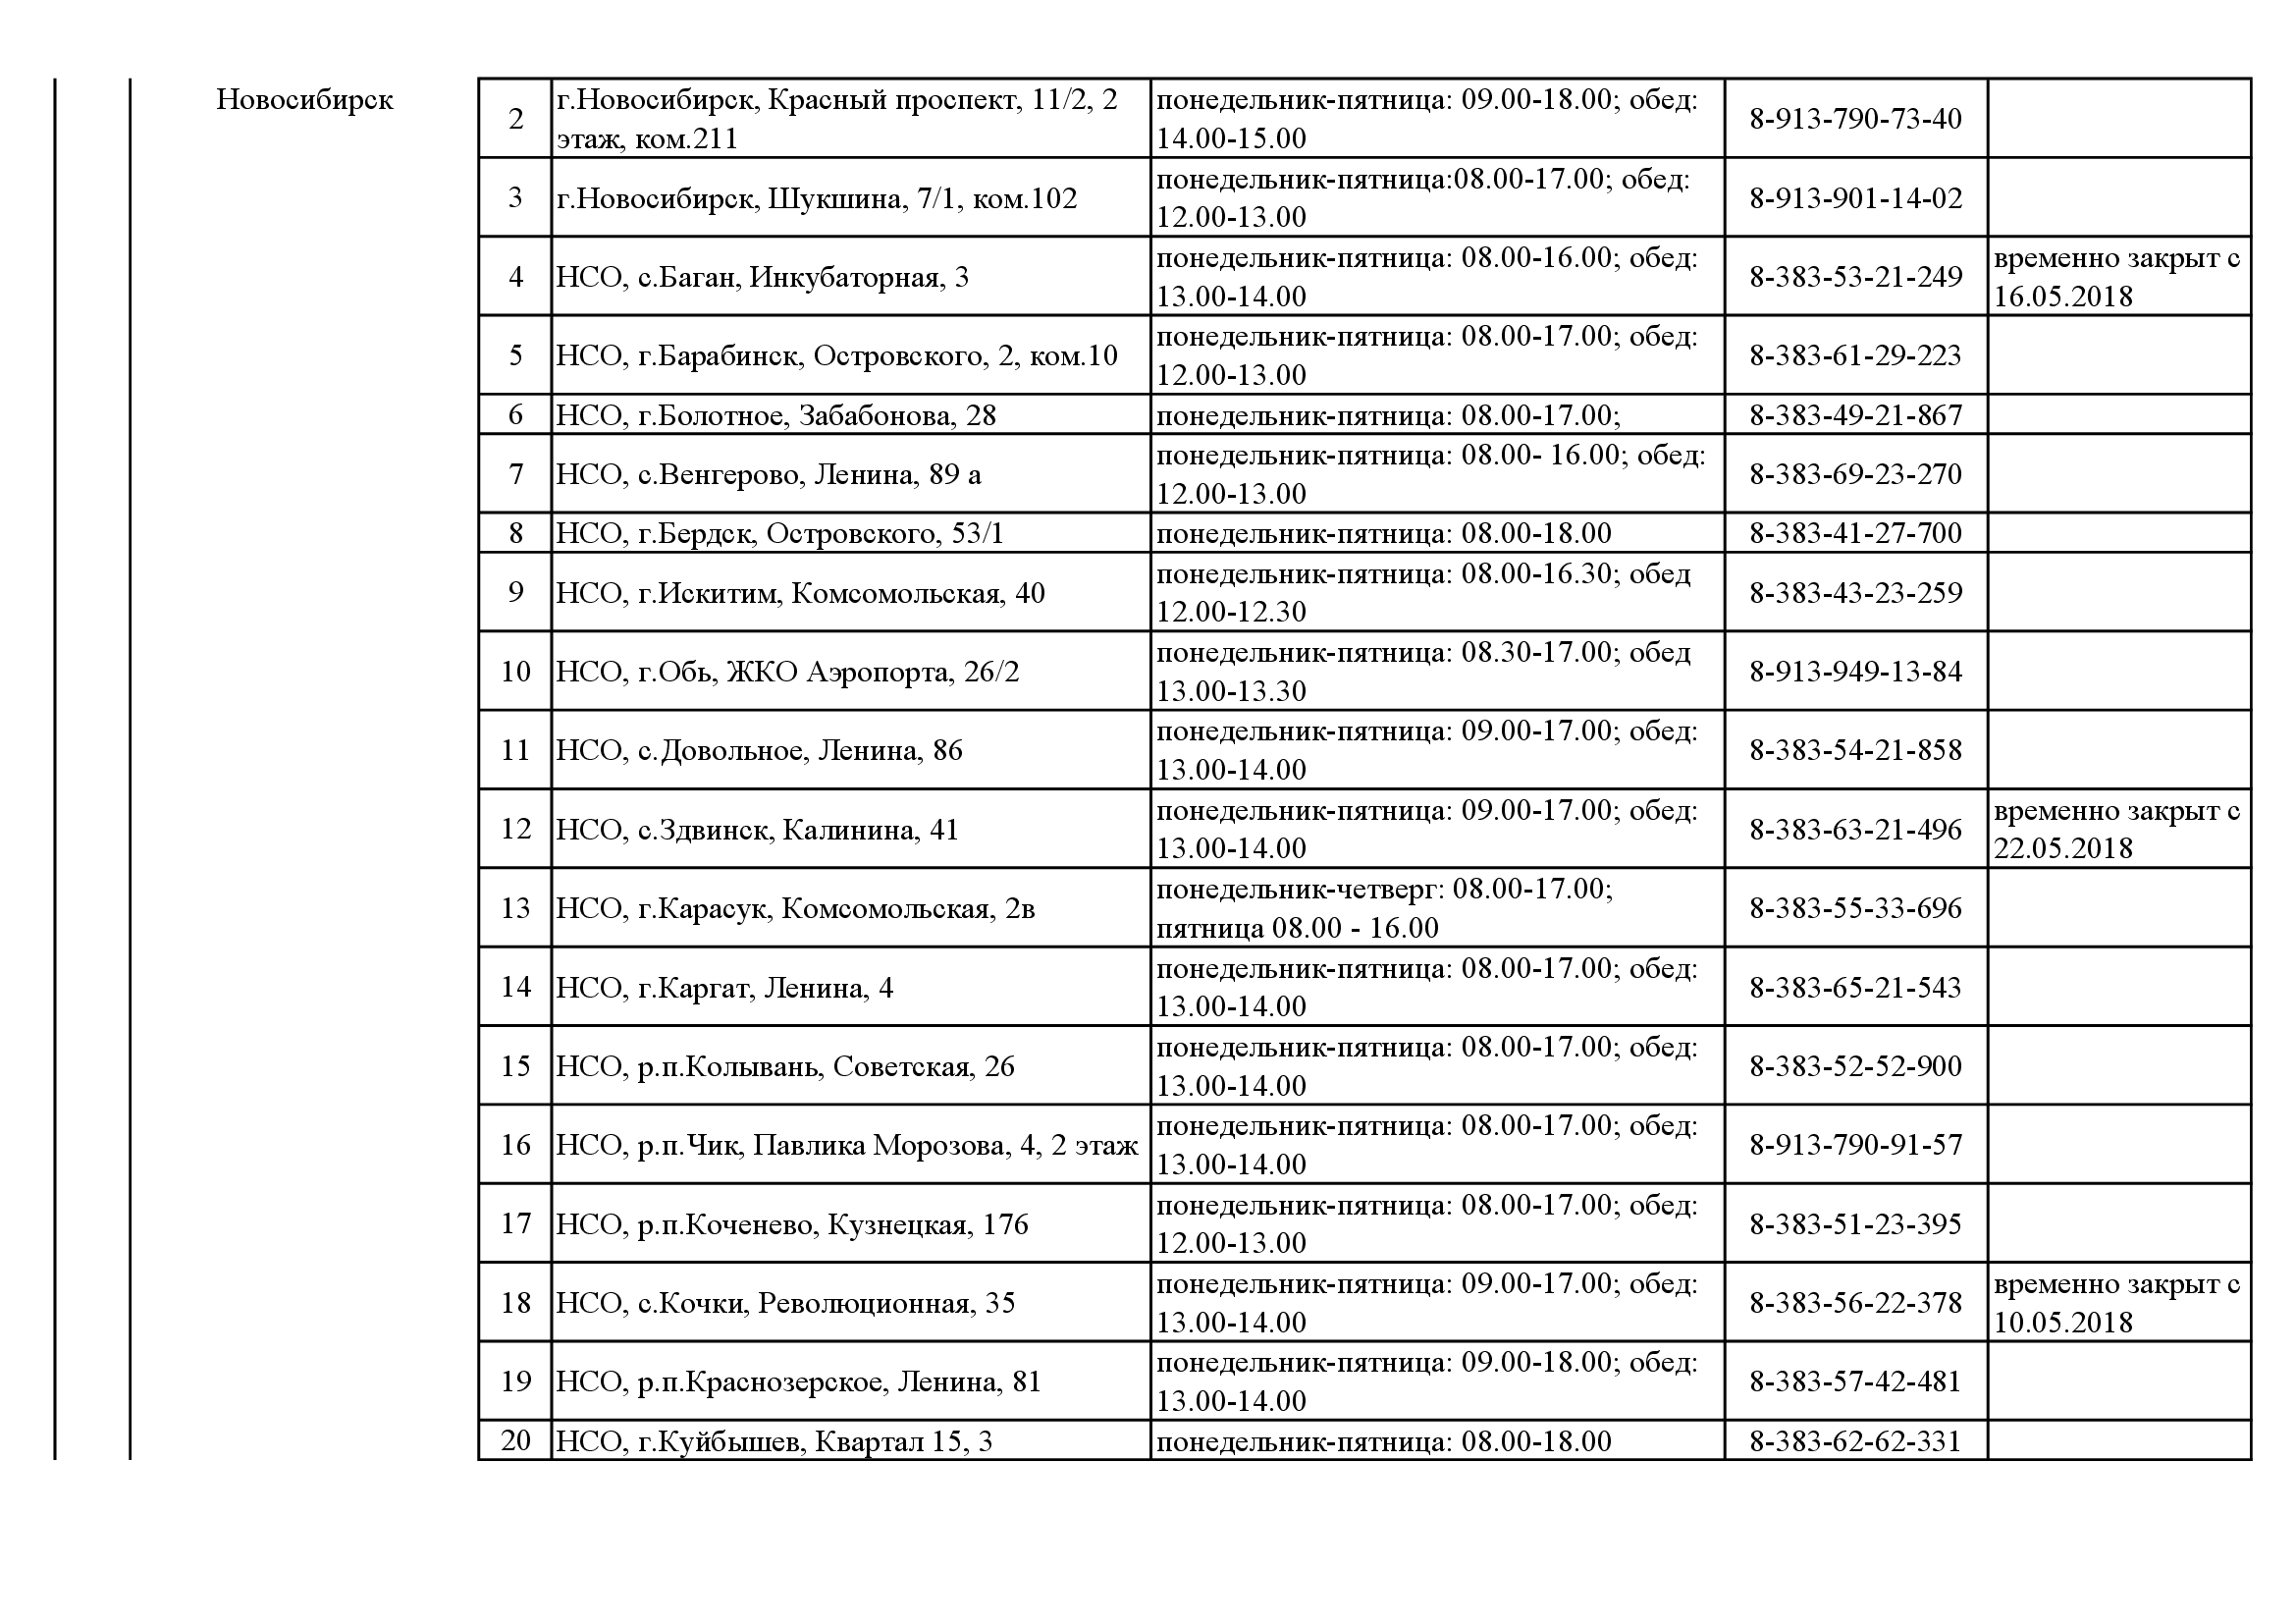 Новосибирск
2
г.Новосибирск, Красный проспект, 11/2, 2
этаж, ком.211
понедельник-пятница: 09.00-18.00; обед:
14.00-15.00
8-913-790-73-40
3
г.Новосибирск, Шукшина, 7/1, ком.102
понедельник-пятница:08.00-17.00; обед:
12.00-13.00
8-913-901-14-02
4
НСО, с.Баган, Инкубаторная, 3
понедельник-пятница: 08.00-16.00; обед:
13.00-14.00
8-383-53-21-249
временно закрыт с
16.05.2018
5
НСО, г.Барабинск, Островского, 2, ком.10
понедельник-пятница: 08.00-17.00; обед:
12.00-13.00
8-383-61-29-223
6
НСО, г.Болотное, Забабонова, 28
понедельник-пятница: 08.00-17.00;
8-383-49-21-867
7
НСО, с.Венгерово, Ленина, 89 а
понедельник-пятница: 08.00- 16.00; обед:
12.00-13.00
8-383-69-23-270
8
НСО, г.Бердск, Островского, 53/1
понедельник-пятница: 08.00-18.00
8-383-41-27-700
9
НСО, г.Искитим, Комсомольская, 40
понедельник-пятница: 08.00-16.30; обед
12.00-12.30
8-383-43-23-259
10
НСО, г.Обь, ЖКО Аэропорта, 26/2
понедельник-пятница: 08.30-17.00; обед
13.00-13.30
8-913-949-13-84
11
НСО, с.Довольное, Ленина, 86
понедельник-пятница: 09.00-17.00; обед:
13.00-14.00
8-383-54-21-858
12
НСО, с.Здвинск, Калинина, 41
понедельник-пятница: 09.00-17.00; обед:
13.00-14.00
8-383-63-21-496
временно закрыт с
22.05.2018
13
НСО, г.Карасук, Комсомольская, 2в
понедельник-четверг: 08.00-17.00;
пятница 08.00 - 16.00
8-383-55-33-696
14
НСО, г.Каргат, Ленина, 4
понедельник-пятница: 08.00-17.00; обед:
13.00-14.00
8-383-65-21-543
15
НСО, р.п.Колывань, Советская, 26
понедельник-пятница: 08.00-17.00; обед:
13.00-14.00
8-383-52-52-900
16
НСО, р.п.Чик, Павлика Морозова, 4, 2 этаж
понедельник-пятница: 08.00-17.00; обед:
13.00-14.00
8-913-790-91-57
17
НСО, р.п.Коченево, Кузнецкая, 176
понедельник-пятница: 08.00-17.00; обед:
12.00-13.00
8-383-51-23-395
18
НСО, с.Кочки, Революционная, 35
понедельник-пятница: 09.00-17.00; обед:
13.00-14.00
8-383-56-22-378
временно закрыт с
10.05.2018
19
НСО, р.п.Краснозерское, Ленина, 81
понедельник-пятница: 09.00-18.00; обед:
13.00-14.00
8-383-57-42-481
20
НСО, г.Куйбышев, Квартал 15, 3
понедельник-пятница: 08.00-18.00
8-383-62-62-331